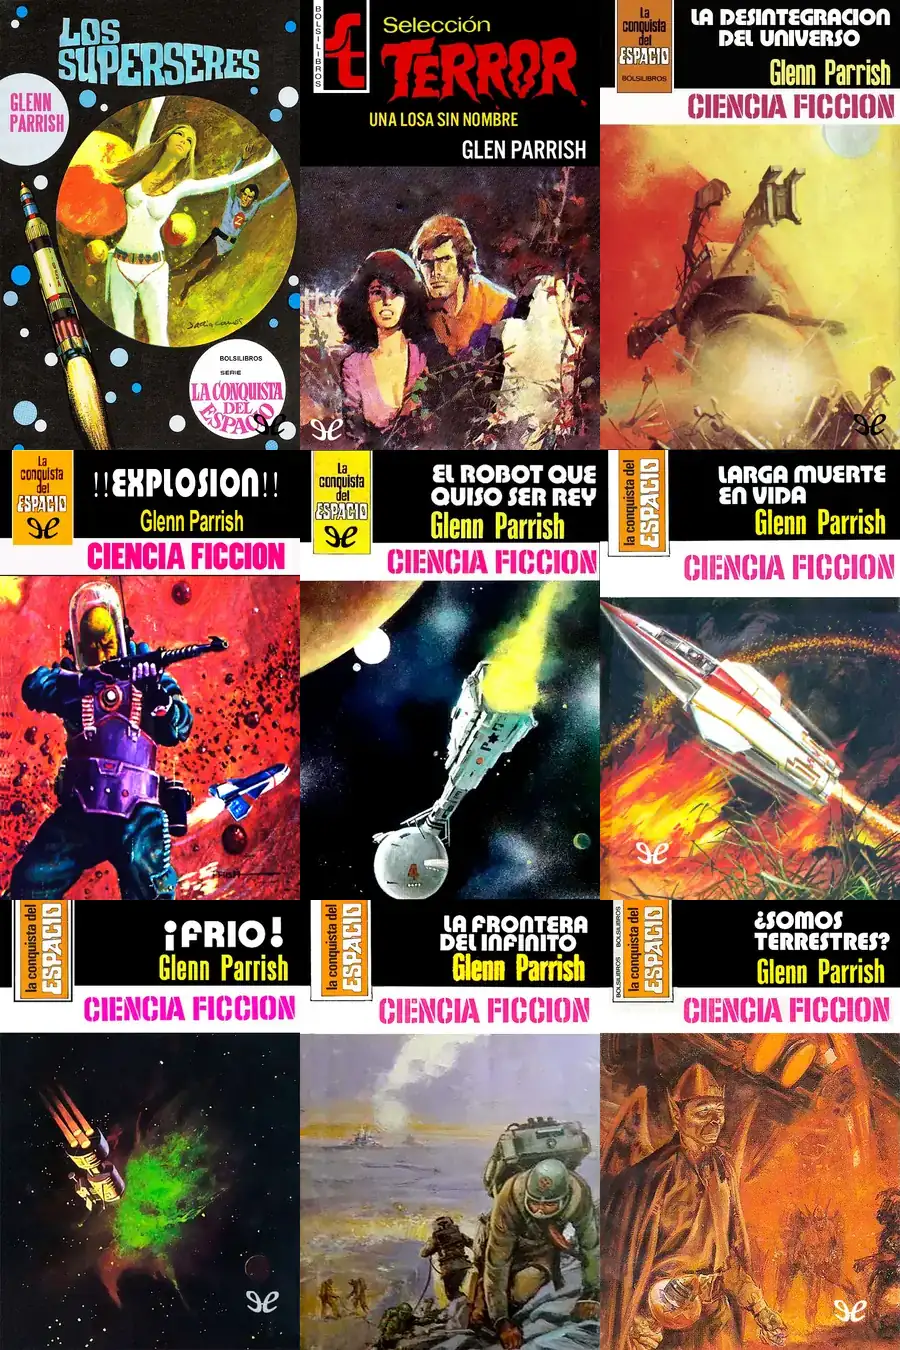 LOS
SUPERSERES
GLENN
PARRISH
BOLSILIBROS
SERIE
LA CONQUISTA
DEL
ESPACIO
BOLSILIBROS
Selección
TERROR
UNA LOSA SIN NOMBRE
GLEN PARRISH
La
conquista
del
ESPACIO
BOLSILIBROS
LA DESINTEGRACION
DEL UNIVERSO
Glenn Parrish
CIENCIA FICCION
La
conquista
del
ESPACIO
!!EXPLOSION!!
Glenn Parrish
CIENCIA FICCION
La
conquista
del
ESPACIO
EL ROBOT QUE
QUISO SER REY
Glenn Parrish
CIENCIA FICCION
4
la conquista del
ESPACIO
LARGA MUERTE
EN VIDA
Glenn Parrish
CIENCIA FICCION
la conquista del
ESPACIO
¡FRIO!
Glenn Parrish
CIENCIA FICCION
la conquista del
ESPACIO
LA FRONTERA
DEL INFINITO
Glenn Parrish
CIENCIA FICCION
BOLSILIBROS BOLSILIBROS
la conquista del
ESPACIO
¿SOMOS
TERRESTRES?
Glenn Parrish
CIENCIA FICCION